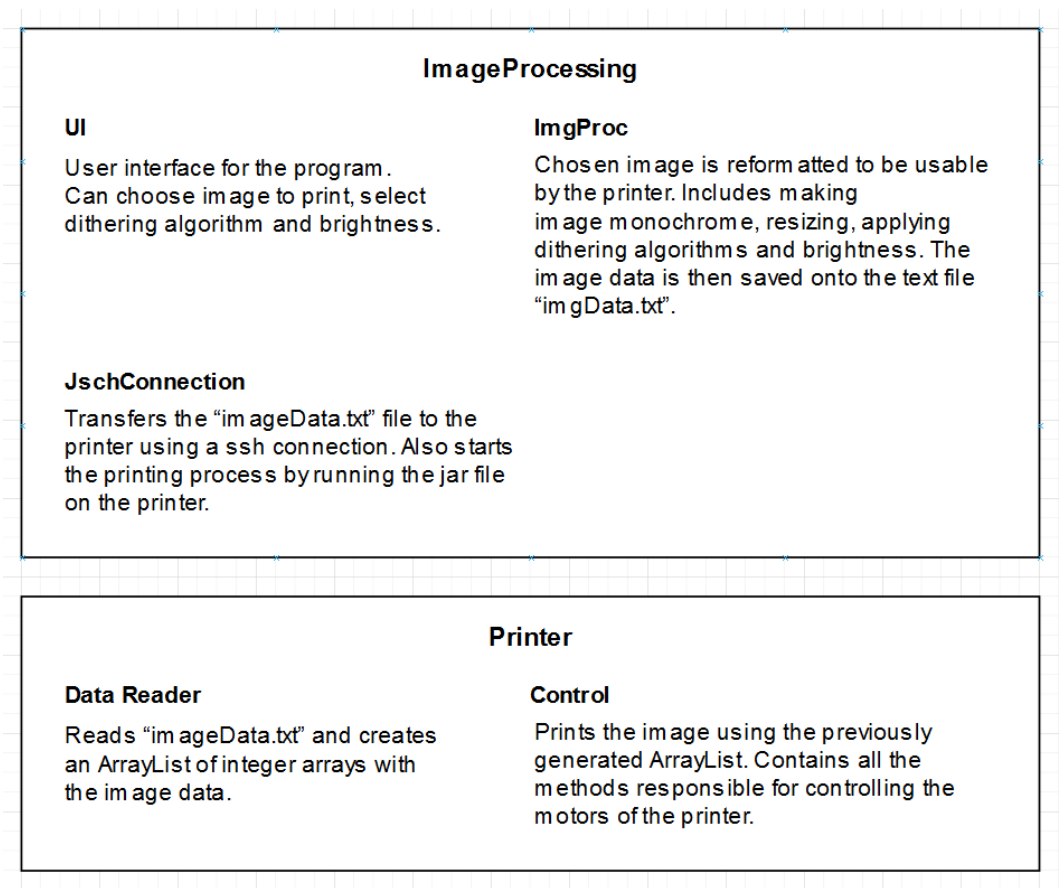 ImageProcessing
UI
User interface for the program.
Can choose image to print, select
dithering algorithm and brightness.
ImgProc
Chosen image is reformatted to be usable
by the printer. Includes making
image monochrome, resizing, applying
dithering algorithms and brightness. The
image data is then saved onto the text file
“imgData.txt”.
JschConnection
Transfers the “imageData.txt” file to the
printer using a ssh connection. Also starts
the printing process by running the jar file
on the printer.
Printer
Data Reader
Reads “imageData.txt” and creates
an ArrayList of integer arrays with
the image data.
Control
Prints the image using the previously
generated ArrayList. Contains all the
methods responsible for controlling the
motors of the printer.